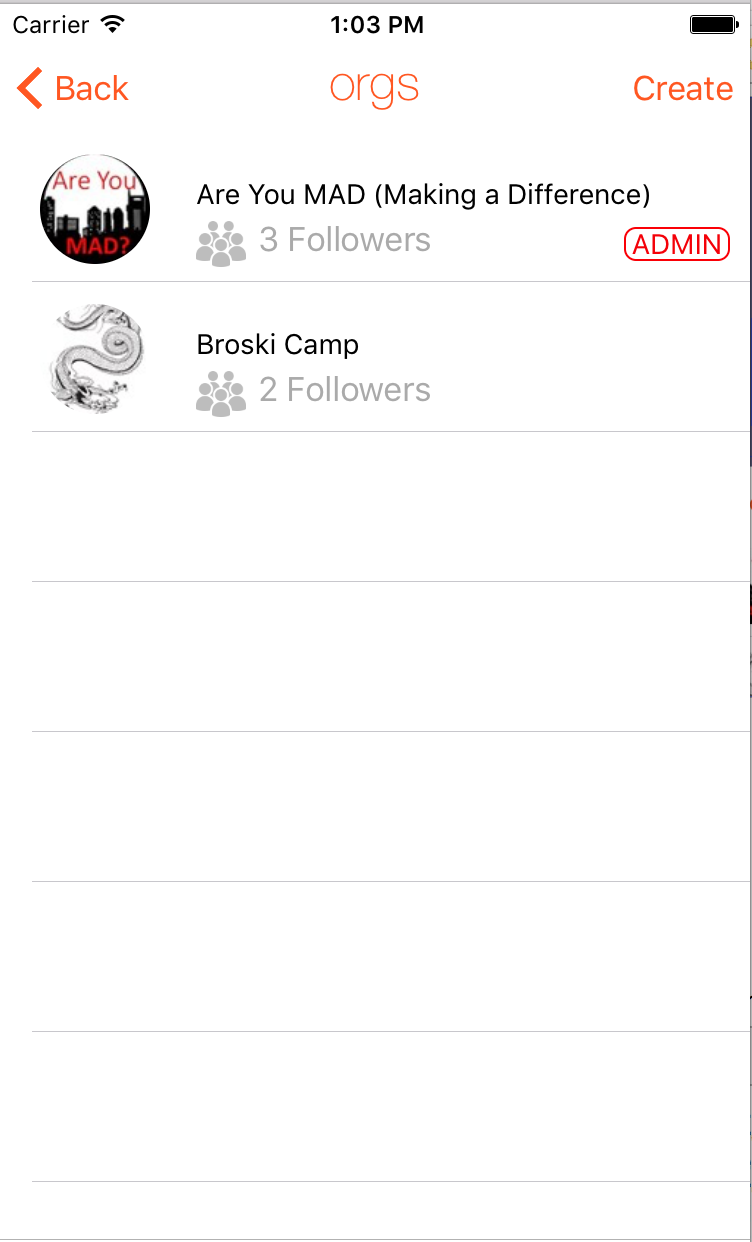 Carrier 1:03 PM
Back orgs Create
Are You
MAD?
Are You MAD (Making a Difference)
3 Followers ADMIN
Broski Camp
2 Followers